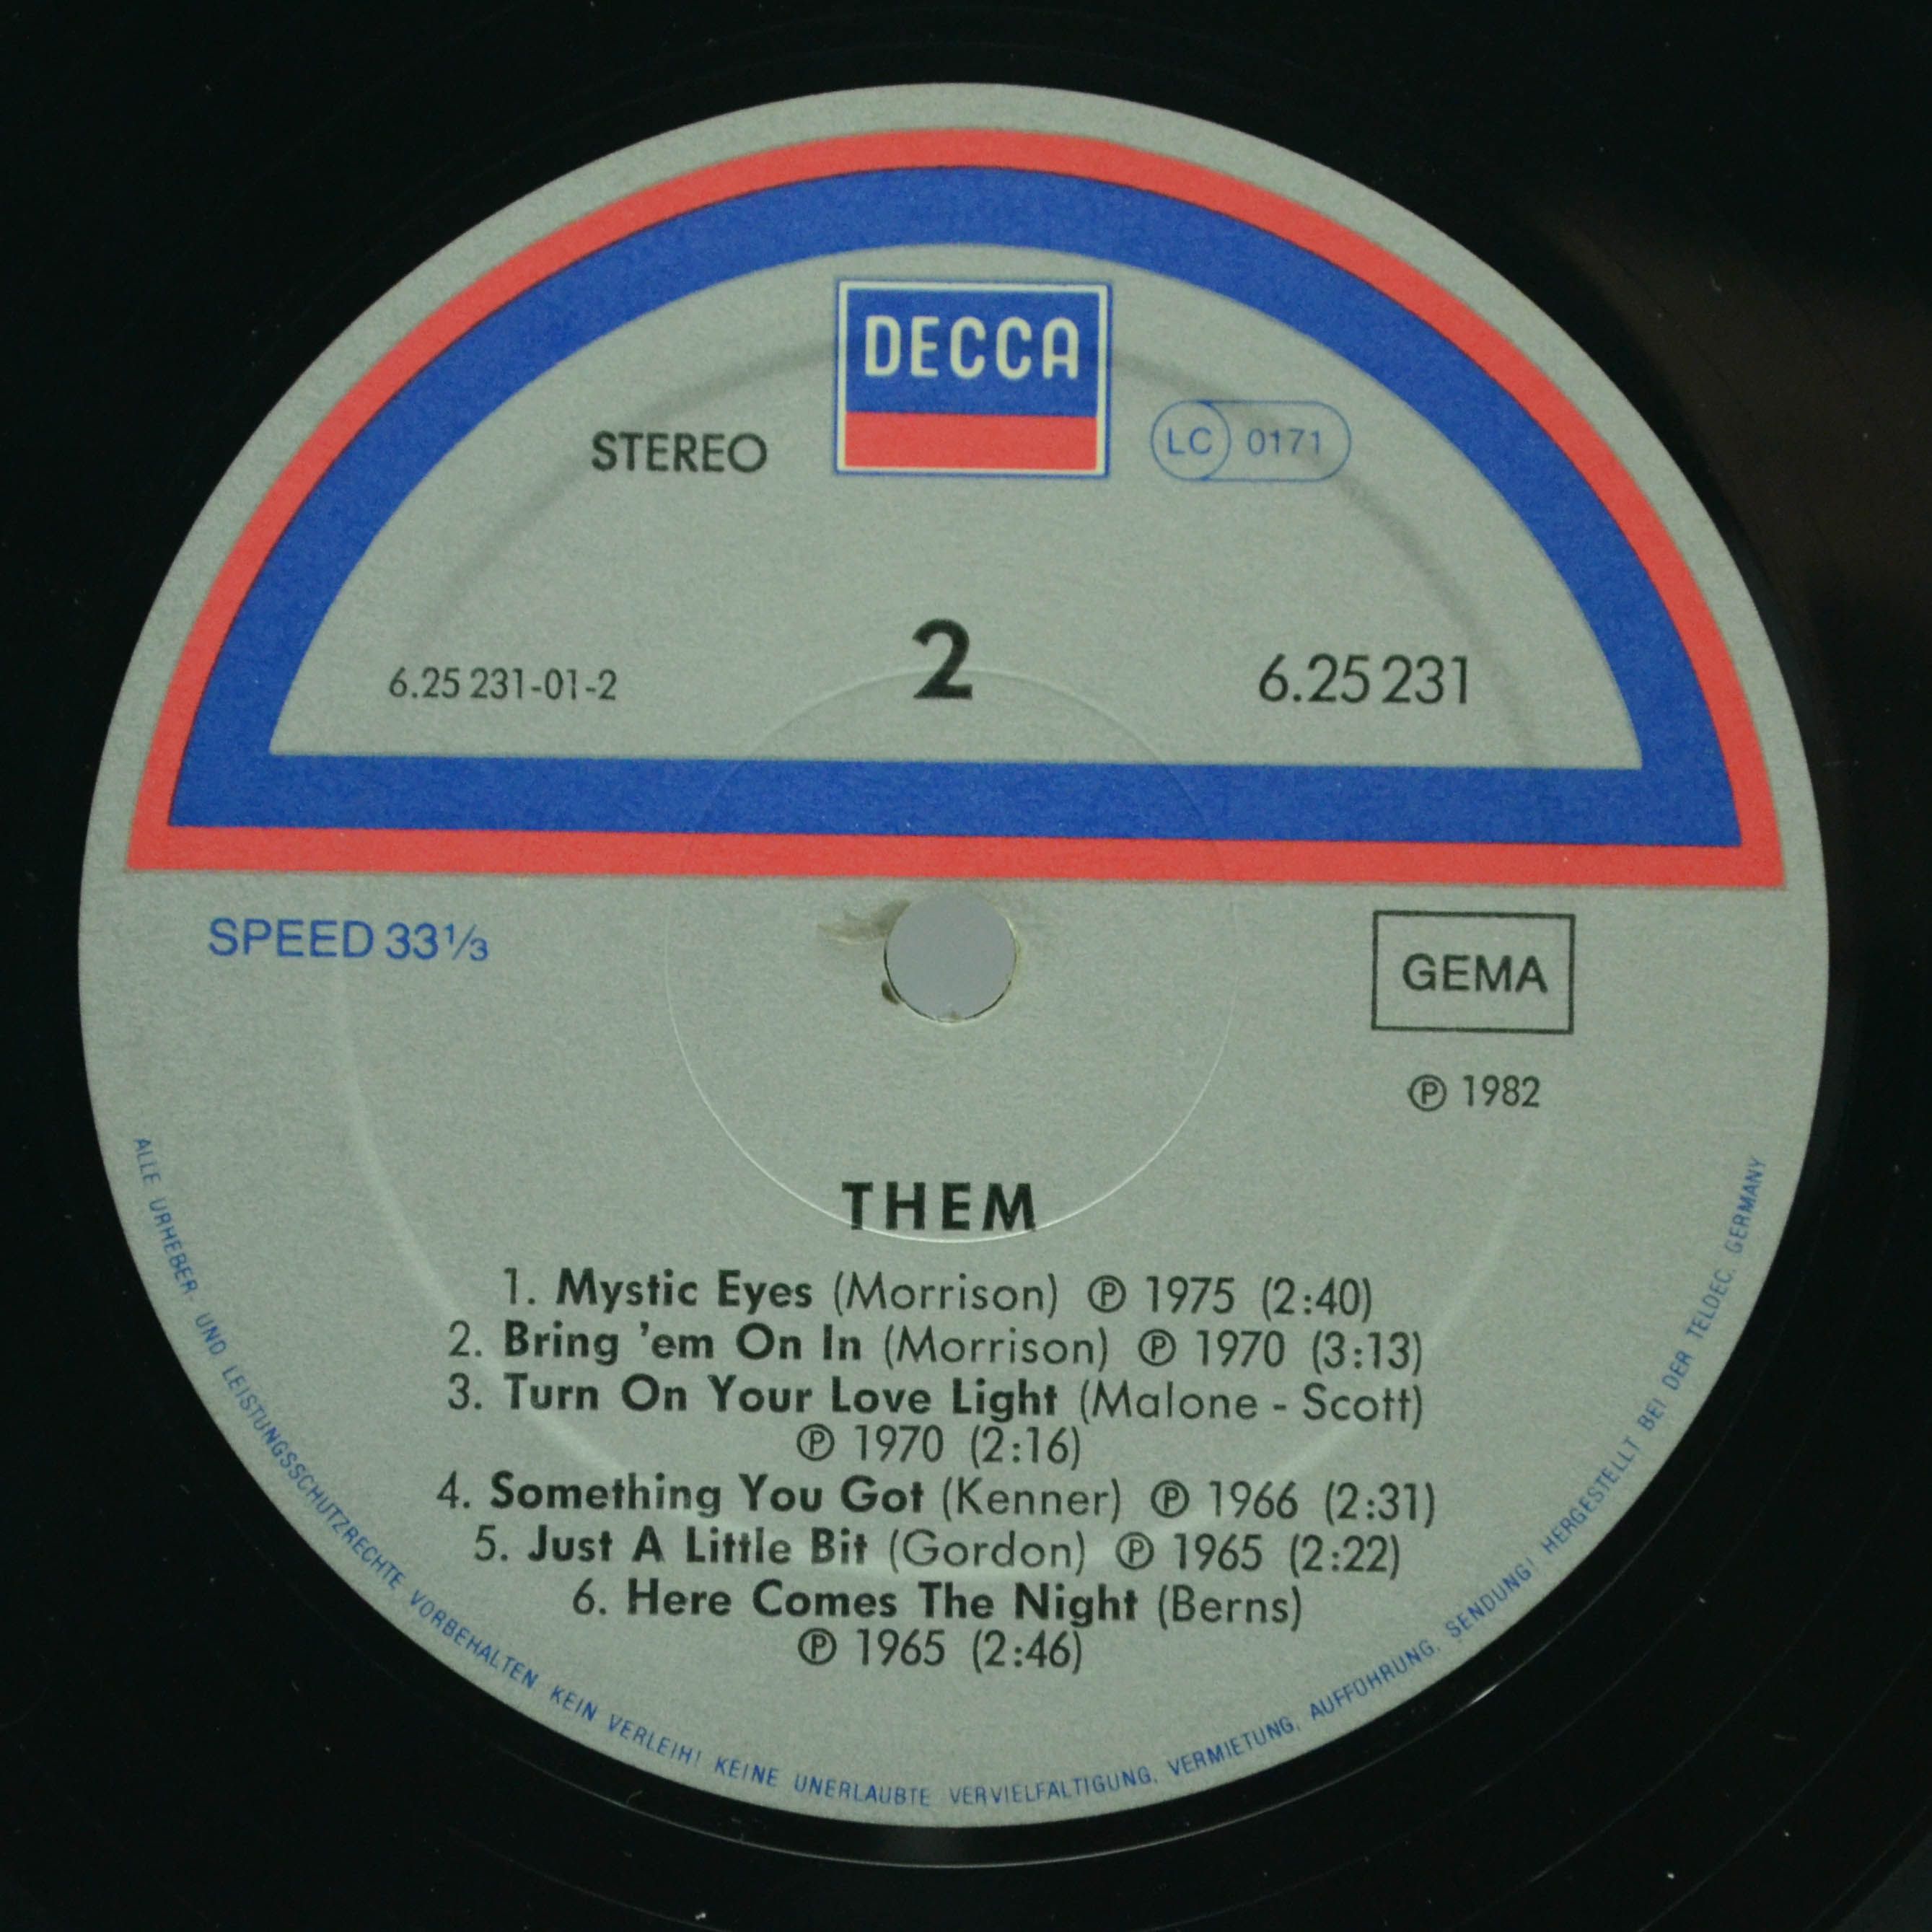 DECCA
STEREO
LC 0171
6.25 231-01-2
2
6.25 231
SPEED 33⅓
GEMA
℗ 1982
THEM
1. Mystic Eyes (Morrison) ℗ 1975 (2:40)
2. Bring 'em On In (Morrison) ℗ 1970 (3:13)
3. Turn On Your Love Light (Malone - Scott)
℗ 1970 (2:16)
4. Something You Got (Kenner) ℗ 1966 (2:31)
5. Just A Little Bit (Gordon) ℗ 1965 (2:22)
6. Here Comes The Night (Berns)
℗ 1965 (2:46)
ALLE URHEBER- UND LEISTUNGSSCHUTZRECHTE VORBEHALTEN KEIN VERLEIH! KEINE UNERLAUBTE VERVIELFÄLTIGUNG, VERMIETUNG, AUFFÜHRUNG, SENDUNG! HERGESTELLT BEI DER TELDEC, GERMANY